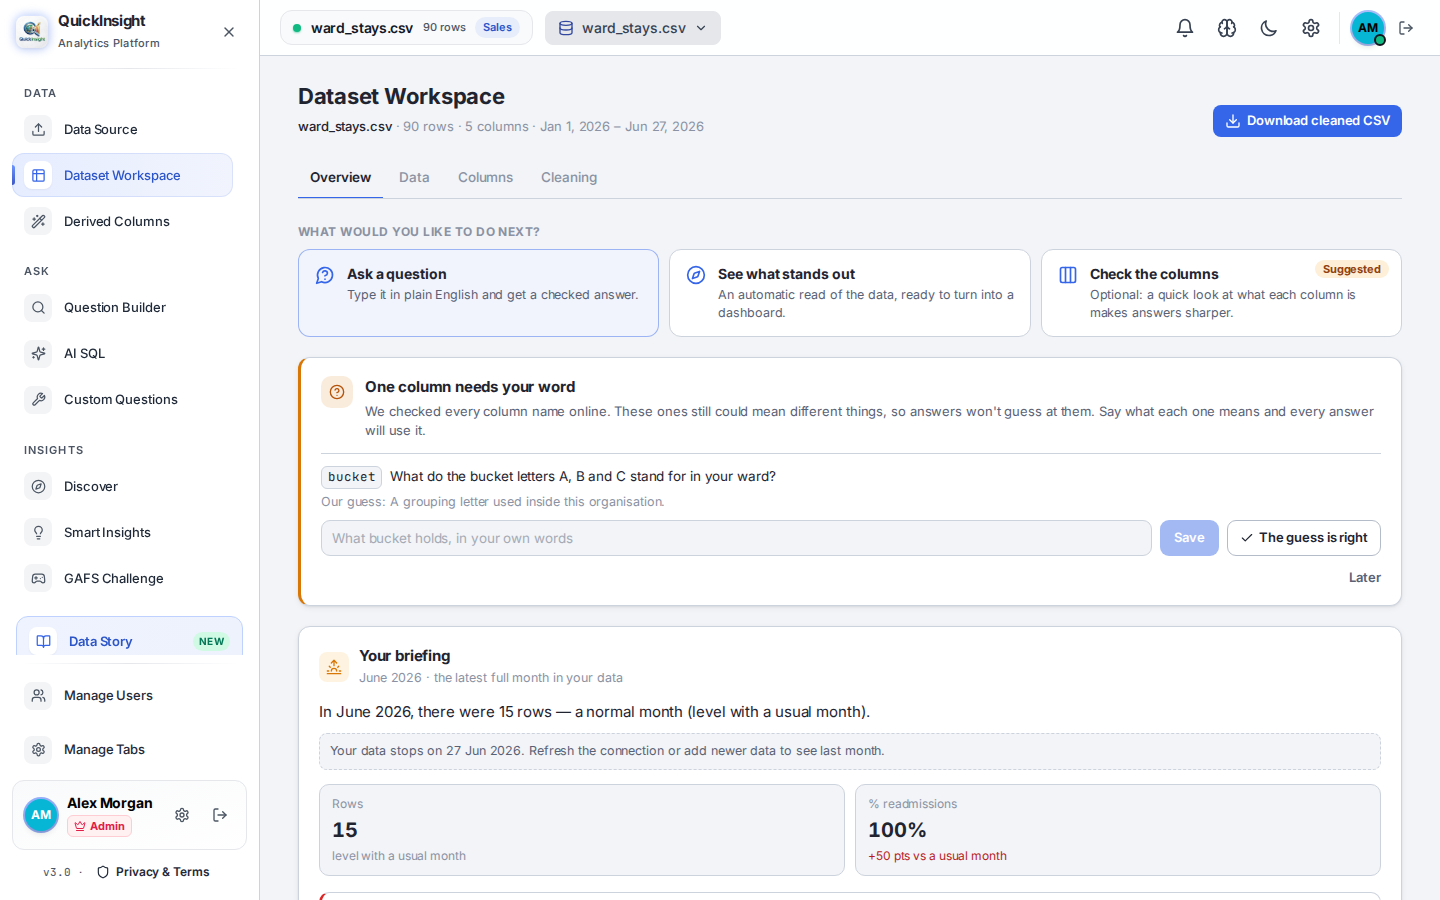 QuickInsight
Analytics Platform
DATA
Data Source
Dataset Workspace
Derived Columns
ASK
Question Builder
AI SQL
Custom Questions
INSIGHTS
Discover
Smart Insights
GAFS Challenge
Data Story NEW
Manage Users
Manage Tabs
AM Alex Morgan
Admin
v3.0 · Privacy & Terms
ward_stays.csv 90 rows Sales ward_stays.csv
AM
Dataset Workspace
ward_stays.csv · 90 rows · 5 columns · Jan 1, 2026 – Jun 27, 2026
Download cleaned CSV
Overview Data Columns Cleaning
WHAT WOULD YOU LIKE TO DO NEXT?
Ask a question
Type it in plain English and get a checked answer.
See what stands out
An automatic read of the data, ready to turn into a
dashboard.
Check the columns Suggested
Optional: a quick look at what each column is
makes answers sharper.
One column needs your word
We checked every column name online. These ones still could mean different things, so answers won't guess at them. Say what each one means and every answer
will use it.
bucket What do the bucket letters A, B and C stand for in your ward?
Our guess: A grouping letter used inside this organisation.
What bucket holds, in your own words Save The guess is right
Later
Your briefing
June 2026 · the latest full month in your data
In June 2026, there were 15 rows — a normal month (level with a usual month).
Your data stops on 27 Jun 2026. Refresh the connection or add newer data to see last month.
Rows
15
level with a usual month
% readmissions
100%
+50 pts vs a usual month